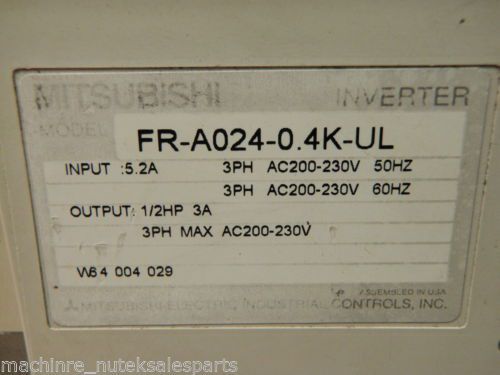 MITSUBISHI INVERTER
MODEL FR-A024-0.4K-UL
INPUT :5.2A 3PH AC200-230V 50HZ
3PH AC200-230V 60HZ
OUTPUT: 1/2HP 3A
3PH MAX AC200-230V
W64 004 029
ASSEMBLED IN USA
MITSUBISHI ELECTRIC INDUSTRIAL CONTROLS, INC.
machinre_nuteksalesparts